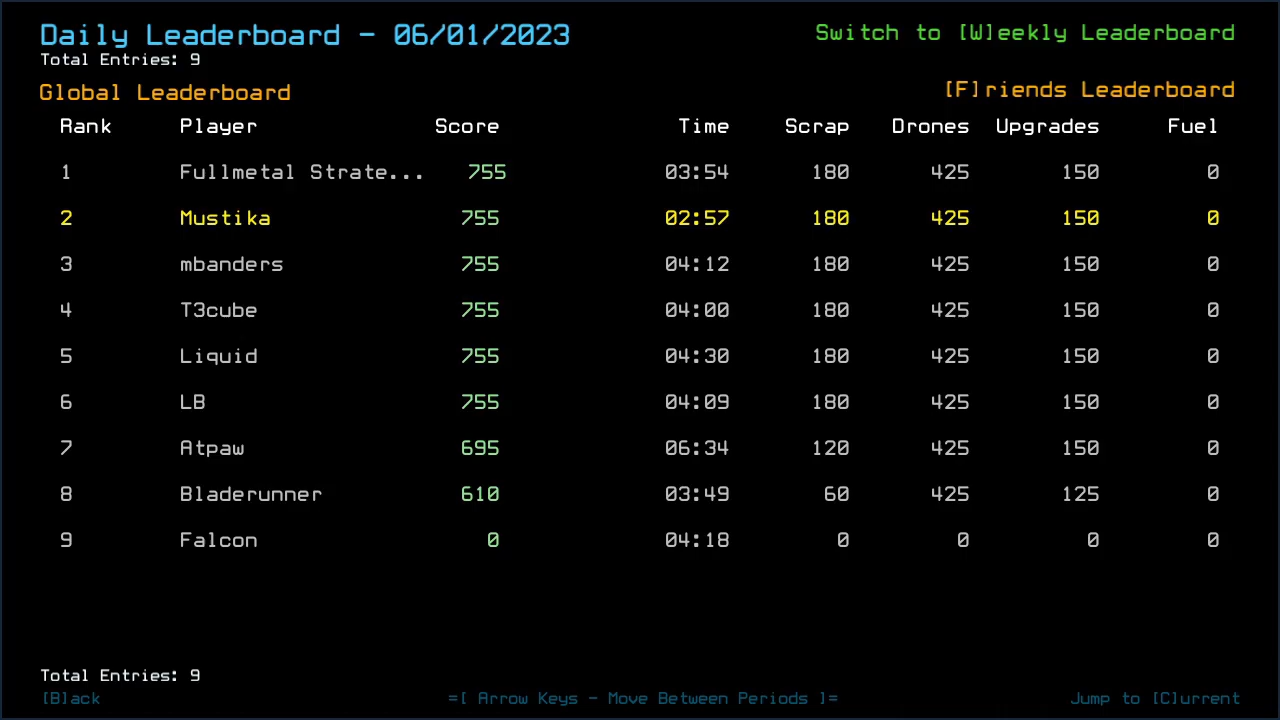 Daily Leaderboard - 06/01/2023 Switch to [W]eekly Leaderboard
Total Entries: 9
Global Leaderboard [F]riends Leaderboard
Rank Player Score Time Scrap Drones Upgrades Fuel
1 Fullmetal Strate... 755 03:54 180 425 150 0
2 Mustika 755 02:57 180 425 150 0
3 mbanders 755 04:12 180 425 150 0
4 T3cube 755 04:00 180 425 150 0
5 Liquid 755 04:30 180 425 150 0
6 LB 755 04:09 180 425 150 0
7 Atpaw 695 06:34 120 425 150 0
8 Bladerunner 610 03:49 60 425 125 0
9 Falcon 0 04:18 0 0 0 0
Total Entries: 9
[B]ack =[ Arrow Keys - Move Between Periods ]= Jump to [C]urrent